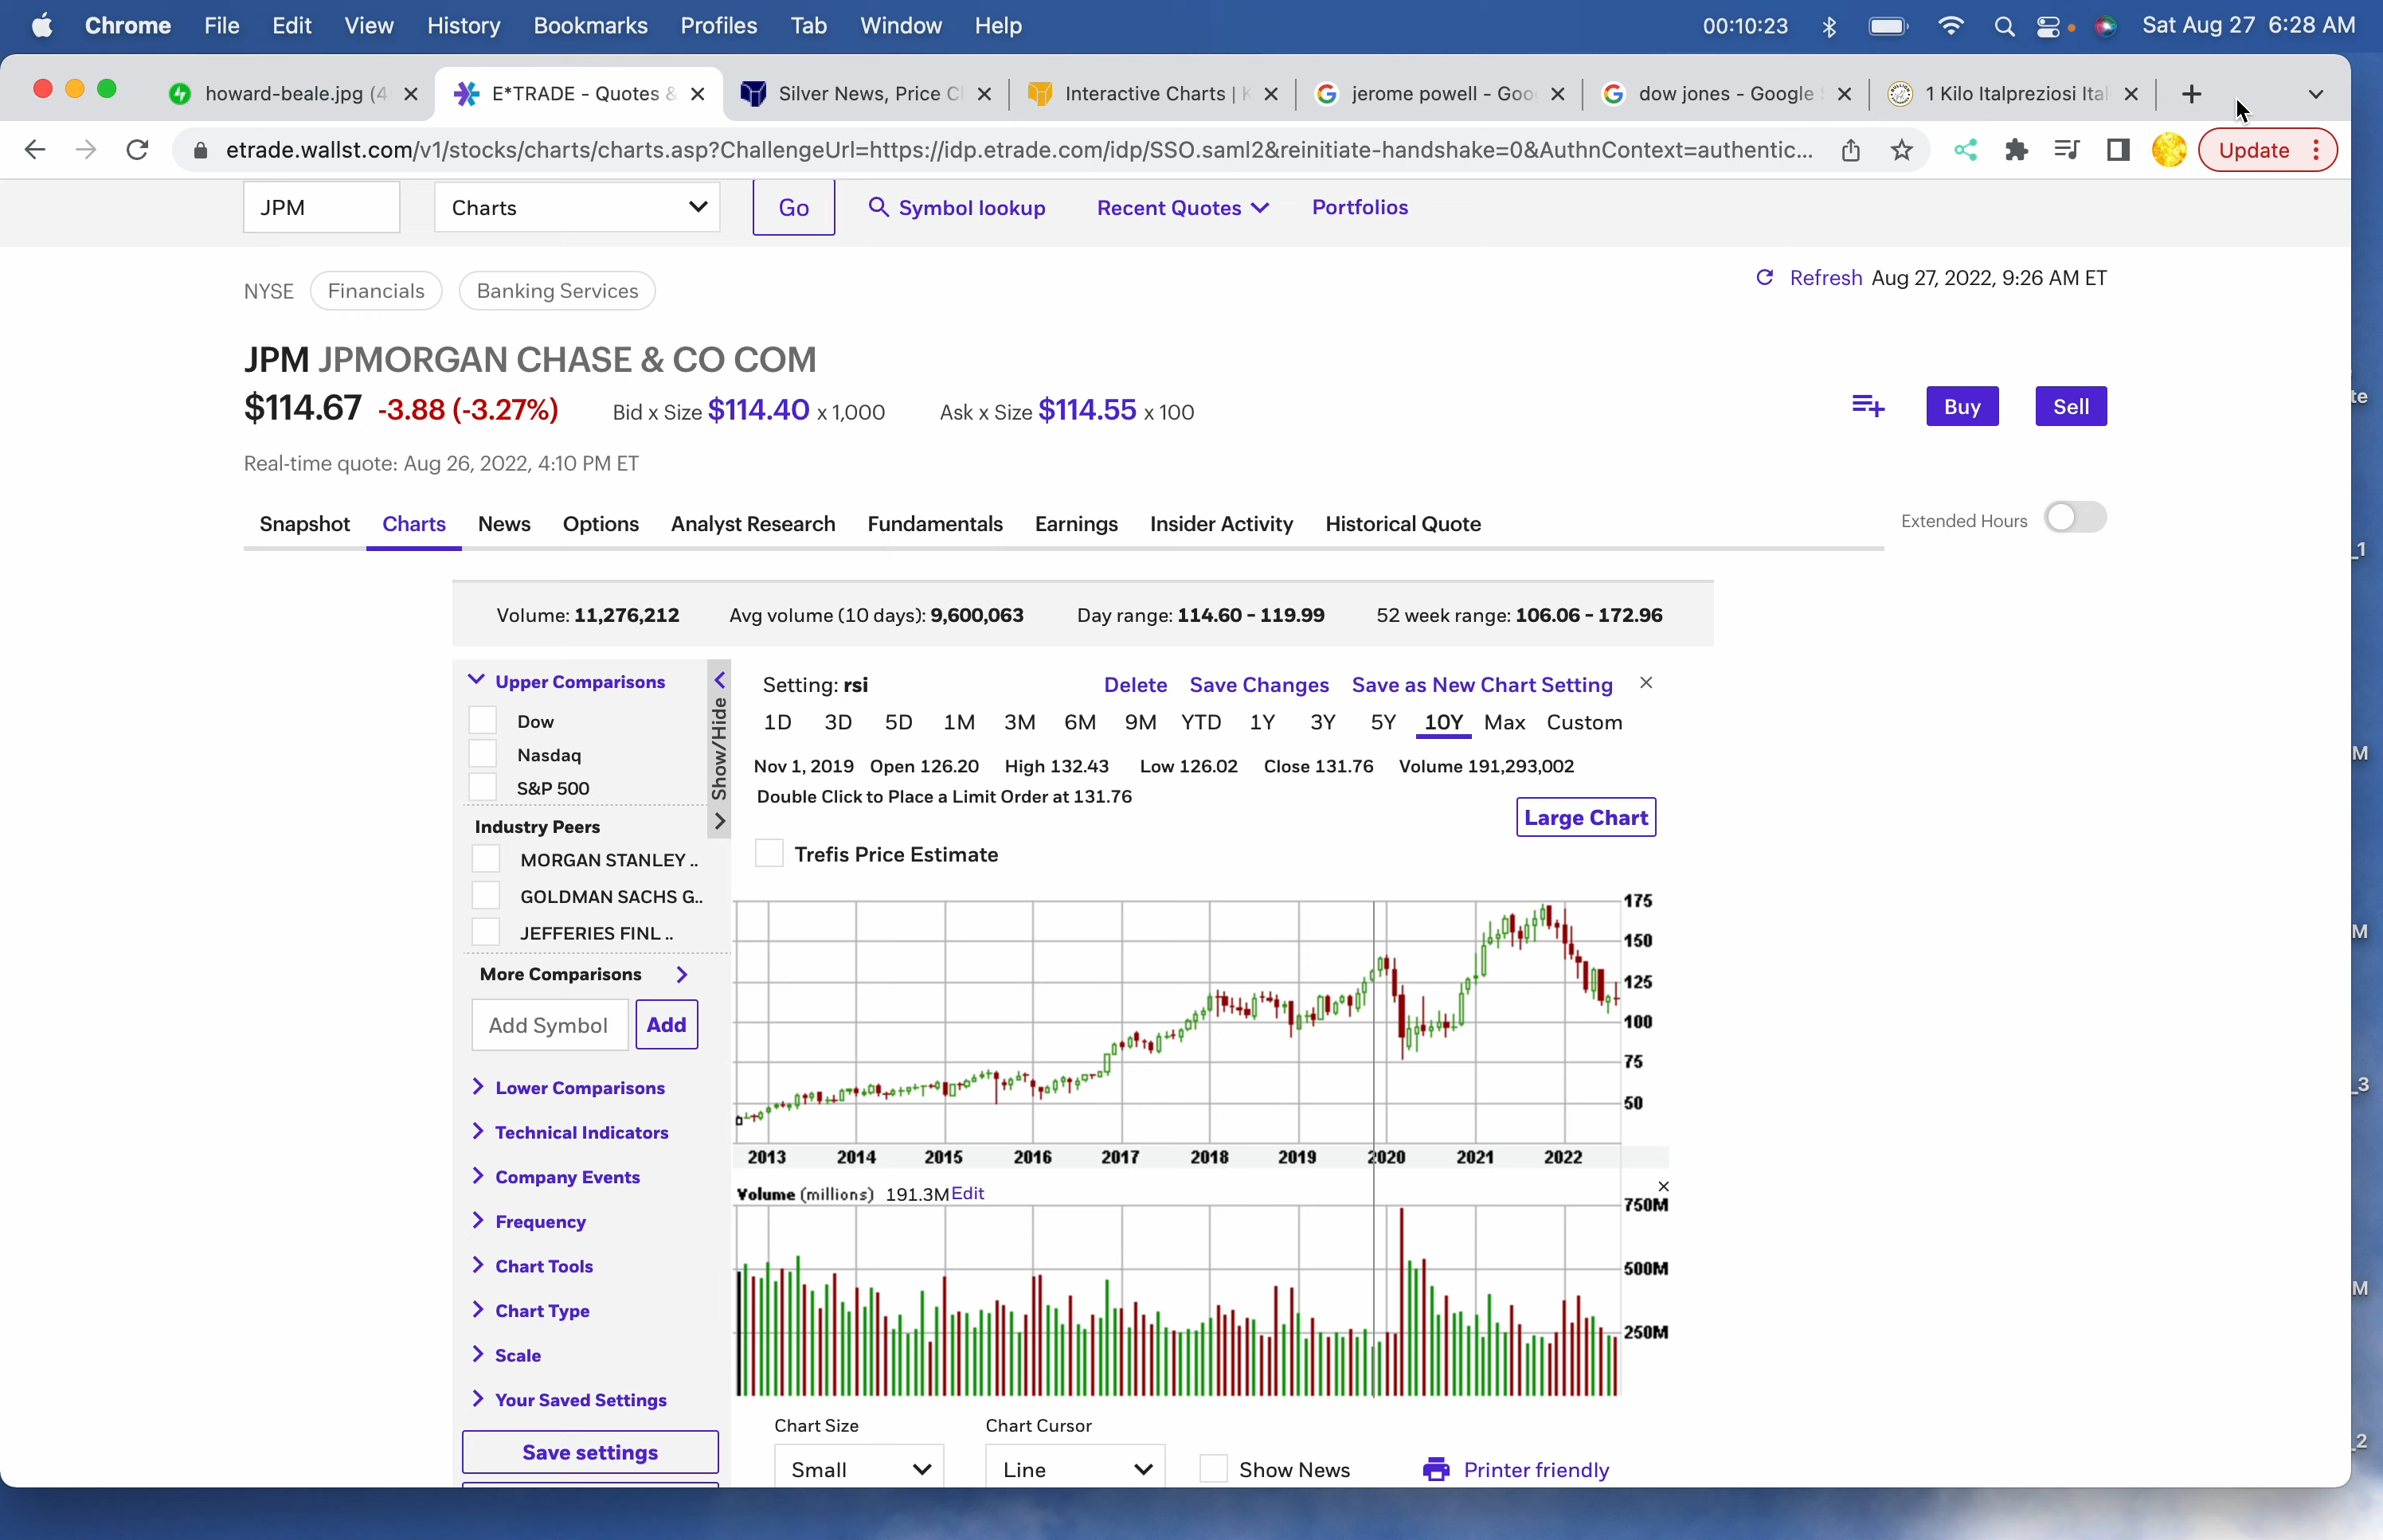 Chrome File Edit View History Bookmarks Profiles Tab Window Help 00:10:23 Sat Aug 27 6:28 AM
howard-beale.jpg (4 E*TRADE - Quotes & Silver News, Price C Interactive Charts | K jerome powell - Goo dow jones - Google S 1 Kilo Italpreziosi Ital
etrade.wallst.com/v1/stocks/charts/charts.asp?ChallengeUrl=https://idp.etrade.com/idp/SSO.saml2&reinitiate-handshake=0&AuthnContext=authentic... Update
JPM Charts Go Symbol lookup Recent Quotes Portfolios
NYSE Financials Banking Services Refresh Aug 27, 2022, 9:26 AM ET
JPM JPMORGAN CHASE & CO COM
$114.67 -3.88 (-3.27%) Bid x Size $114.40 x 1,000 Ask x Size $114.55 x 100 Buy Sell
Real-time quote: Aug 26, 2022, 4:10 PM ET
Snapshot Charts News Options Analyst Research Fundamentals Earnings Insider Activity Historical Quote Extended Hours
Volume: 11,276,212 Avg volume (10 days): 9,600,063 Day range: 114.60 - 119.99 52 week range: 106.06 - 172.96
Upper Comparisons
Dow
Nasdaq
S&P 500
Industry Peers
MORGAN STANLEY ..
GOLDMAN SACHS G..
JEFFERIES FINL ..
More Comparisons
Add Symbol Add
Lower Comparisons
Technical Indicators
Company Events
Frequency
Chart Tools
Chart Type
Scale
Your Saved Settings
Save settings
Show/Hide
Setting: rsi Delete Save Changes Save as New Chart Setting
1D 3D 5D 1M 3M 6M 9M YTD 1Y 3Y 5Y 10Y Max Custom
Nov 1, 2019 Open 126.20 High 132.43 Low 126.02 Close 131.76 Volume 191,293,002
Double Click to Place a Limit Order at 131.76
Large Chart
Trefis Price Estimate
175
150
125
100
75
50
2013 2014 2015 2016 2017 2018 2019 2020 2021 2022
Volume (millions) 191.3M Edit
750M
500M
250M
Chart Size Chart Cursor
Small Line Show News Printer friendly
te
_1
M
M
_3
M
_2